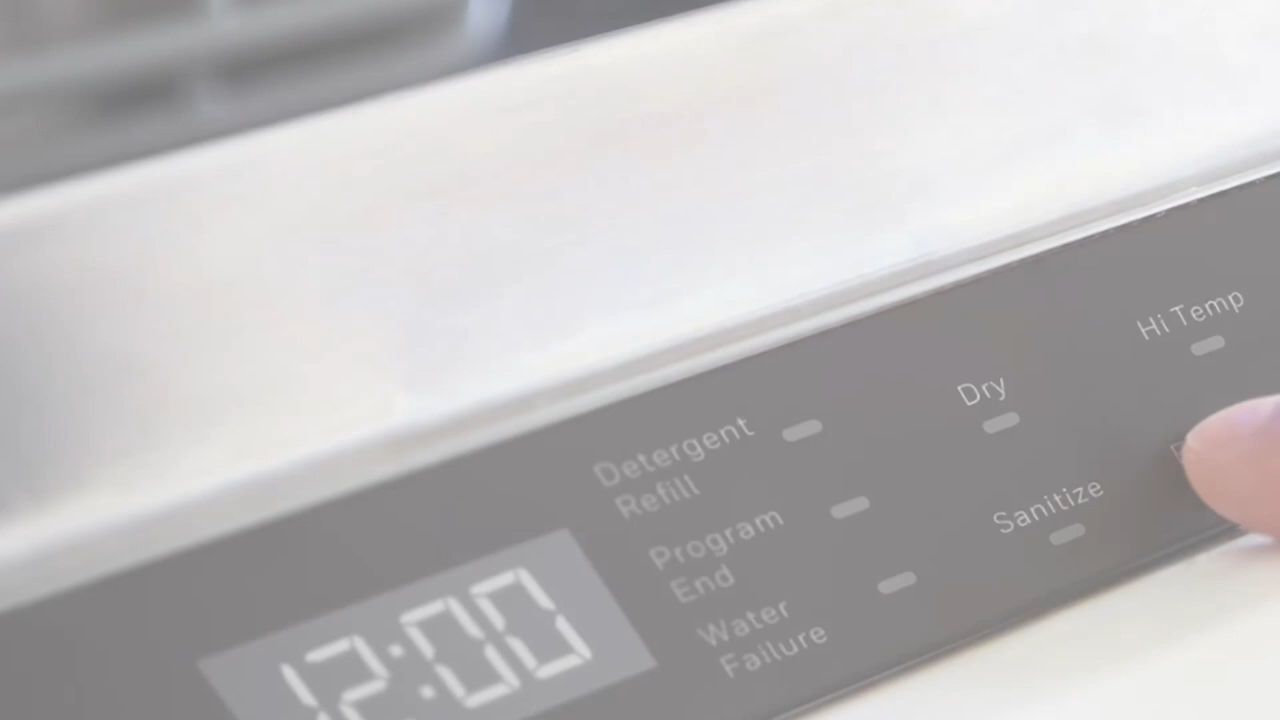 Hi Temp
Dry
Detergent
Refill
Sanitize
Program
End
Water
Failure
12:00